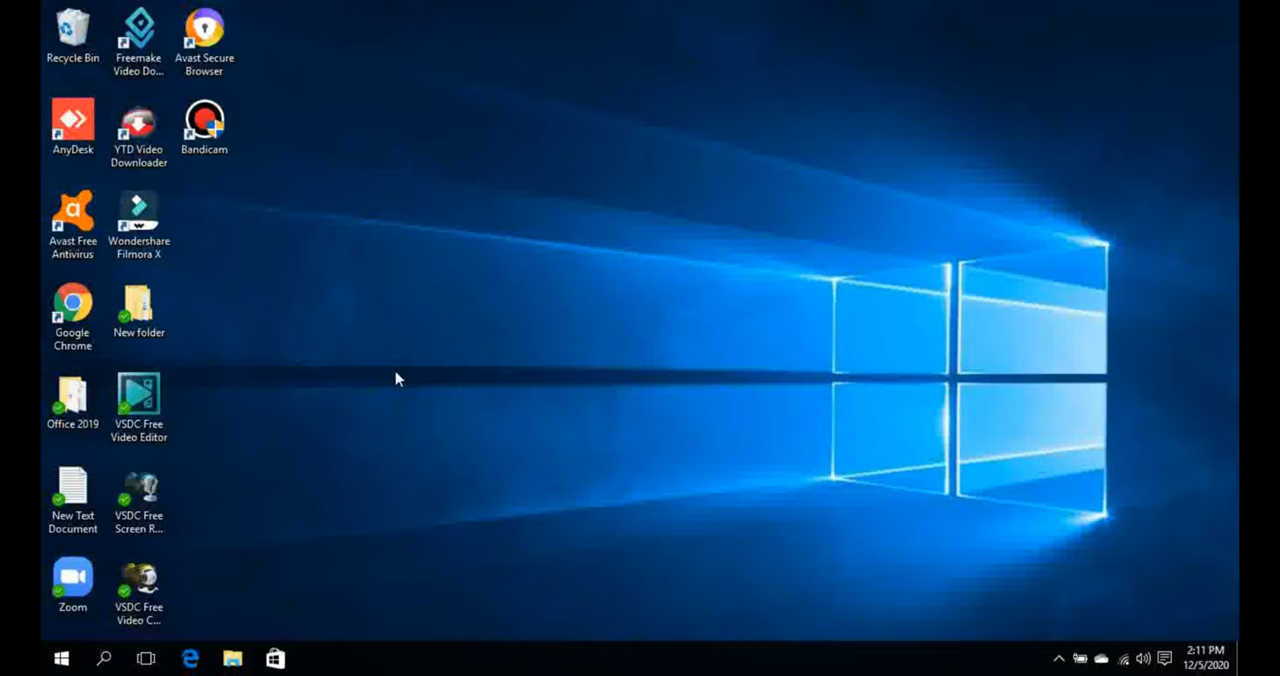 Recycle Bin
Freemake
Video Do...
Avast Secure
Browser
AnyDesk
YTD Video
Downloader
Bandicam
Avast Free
Antivirus
Wondershare
Filmora X
Google
Chrome
New folder
Office 2019
VSDC Free
Video Editor
New Text
Document
VSDC Free
Screen R...
Zoom
VSDC Free
Video C...
2:11 PM
12/5/2020